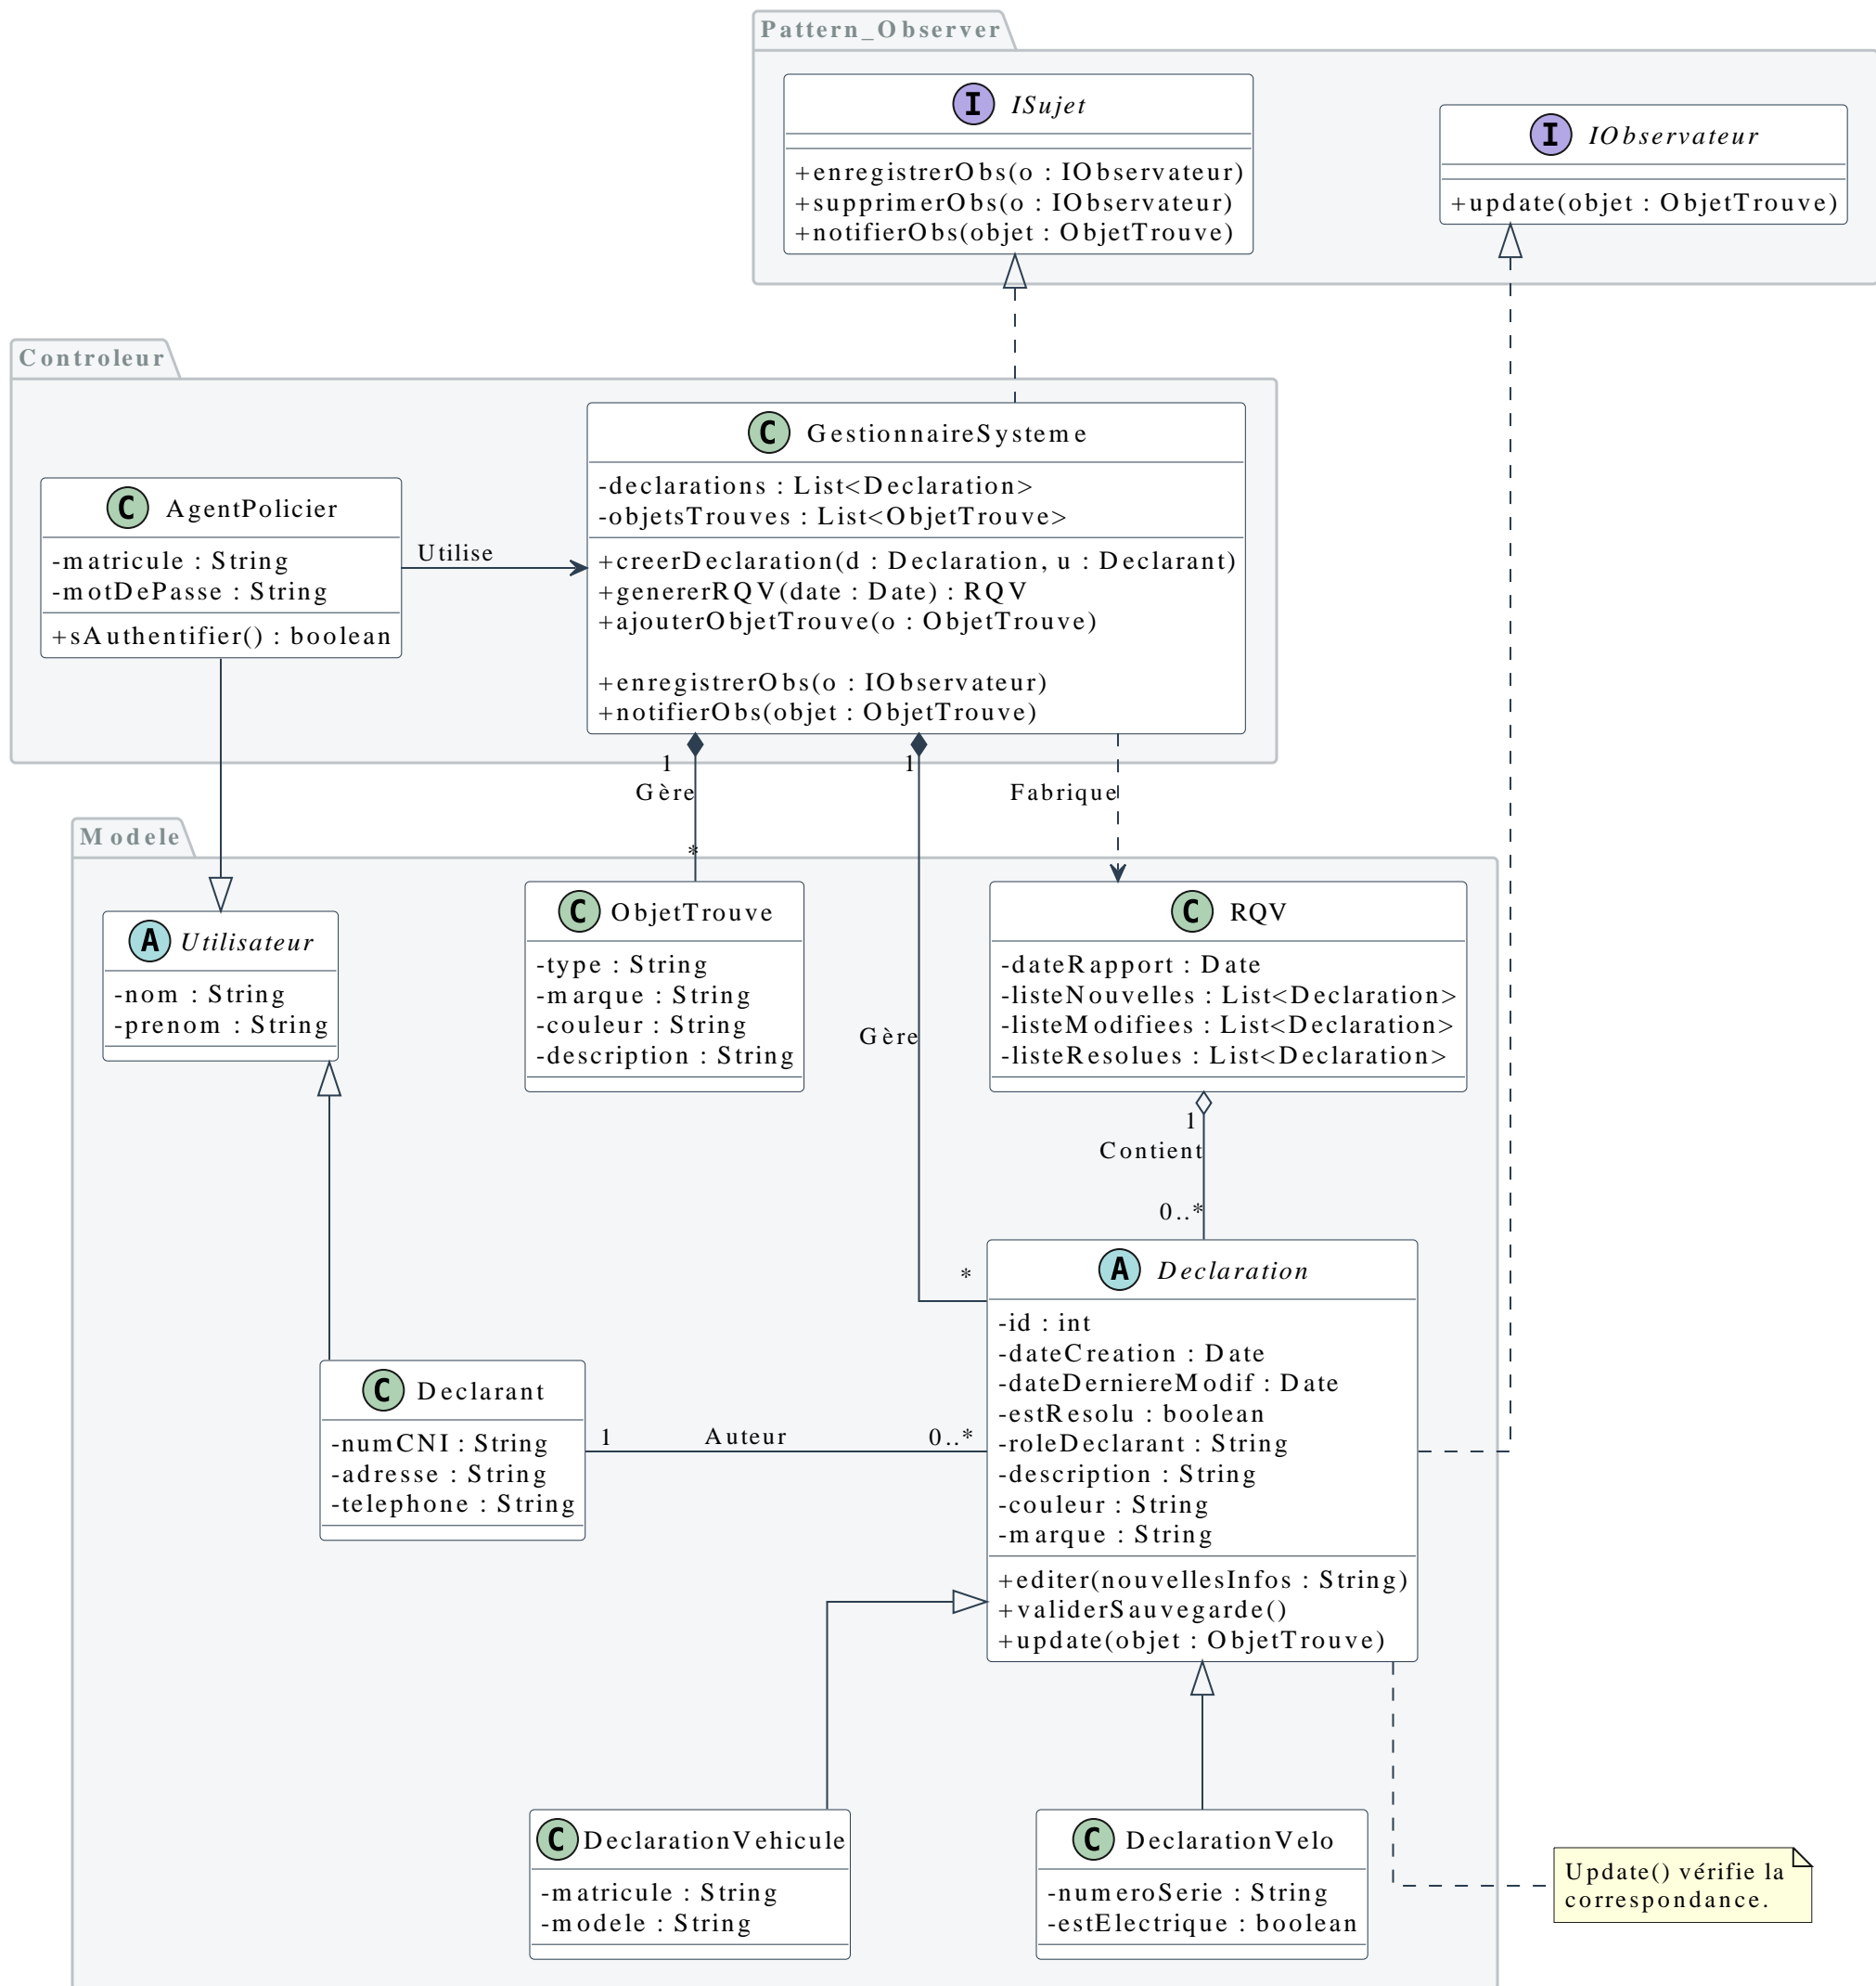 Pattern_Observer
I ISujet
+enregistrerObs(o : IObservateur)
+supprimerObs(o : IObservateur)
+notifierObs(objet : ObjetTrouve)
I IObservateur
+update(objet : ObjetTrouve)
Controleur
C GestionnaireSysteme
-declarations : List<Declaration>
-objetsTrouves : List<ObjetTrouve>
+creerDeclaration(d : Declaration, u : Declarant)
+genererRQV(date : Date) : RQV
+ajouterObjetTrouve(o : ObjetTrouve)
+enregistrerObs(o : IObservateur)
+notifierObs(objet : ObjetTrouve)
C AgentPolicier
-matricule : String
-motDePasse : String
+sAuthentifier() : boolean
Utilise
1
Gère
*
1
Gère
*
Fabrique
Modele
A Utilisateur
-nom : String
-prenom : String
C ObjetTrouve
-type : String
-marque : String
-couleur : String
-description : String
C RQV
-dateRapport : Date
-listeNouvelles : List<Declaration>
-listeModifiees : List<Declaration>
-listeResolues : List<Declaration>
1
Contient
0..*
A Declaration
-id : int
-dateCreation : Date
-dateDerniereModif : Date
-estResolu : boolean
-roleDeclarant : String
-description : String
-couleur : String
-marque : String
+editer(nouvellesInfos : String)
+validerSauvegarde()
+update(objet : ObjetTrouve)
C Declarant
-numCNI : String
-adresse : String
-telephone : String
1 Auteur 0..*
C DeclarationVehicule
-matricule : String
-modele : String
C DeclarationVelo
-numeroSerie : String
-estElectrique : boolean
Update() vérifie la
correspondance.